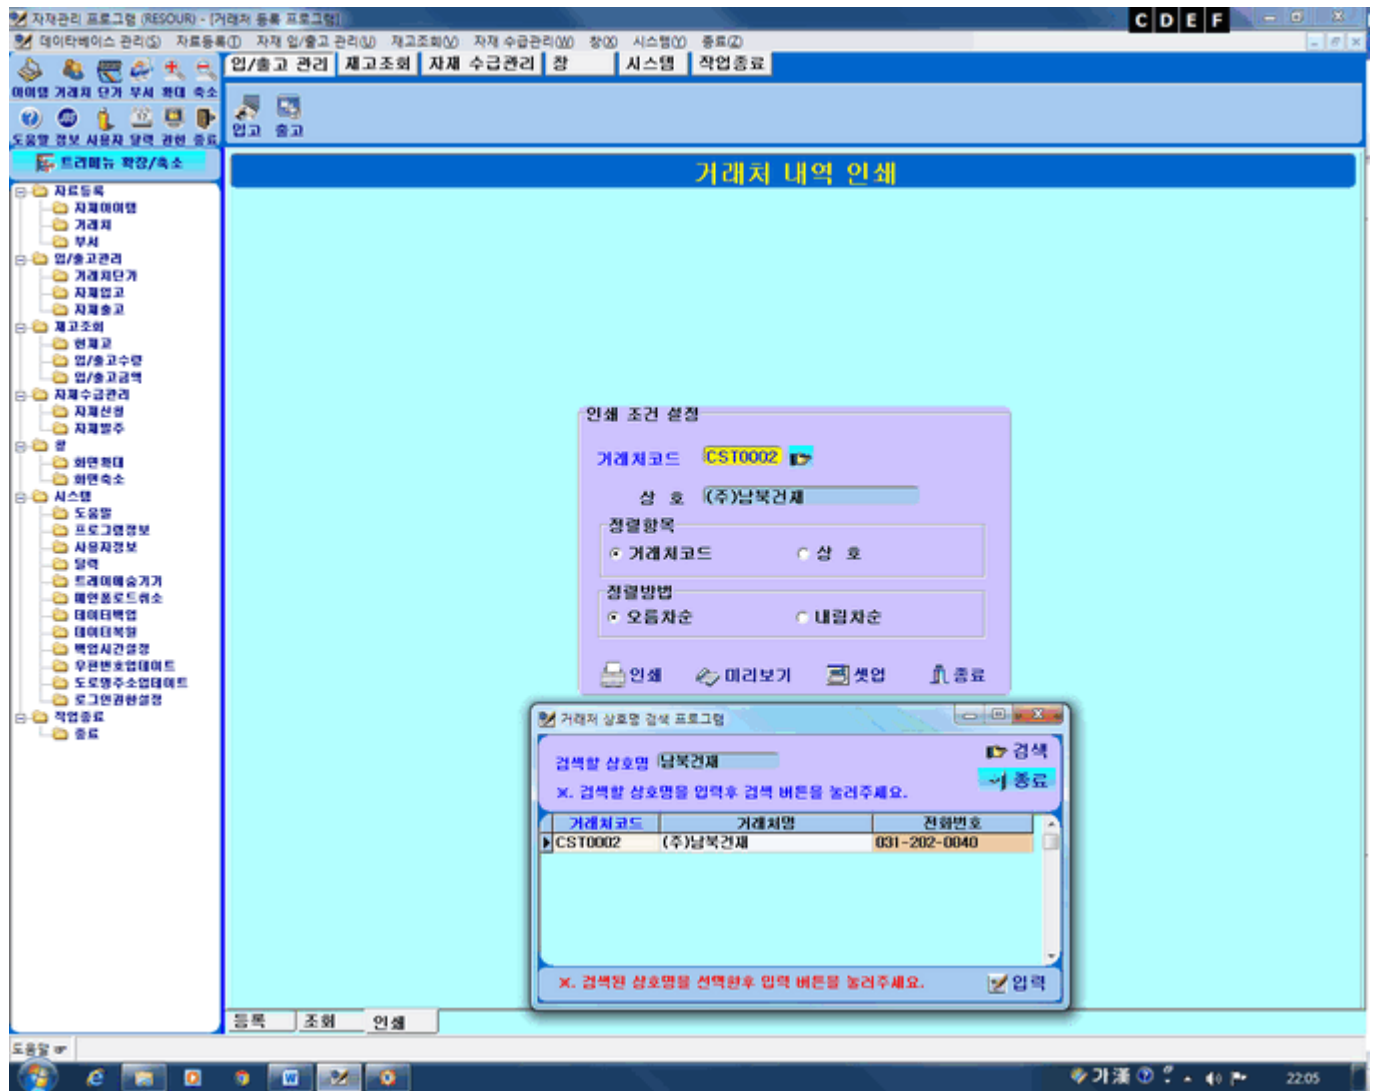 자재관리 프로그램 (RESOUR) - [거래처 등록 프로그램]
C D E F
데이타베이스 관리(S) 자료등록(T) 자재 입/출고 관리(U) 재고조회(V) 자재 수급관리(W) 창(X) 시스템(Y) 종료(Z)
입/출고 관리 재고조회 자재 수급관리 창 시스템 작업종료
아이템 거래처 단가 부서 확대 축소
도움말 정보 사용자 달력 권한 종료
입고 출고
트리메뉴 확장/축소
거래처 내역 인쇄
자료등록
자재아이템
거래처
부서
입/출고관리
거래처단가
자재입고
자재출고
재고조회
현재고
입/출고수량
입/출고금액
자재수급관리
자재신청
자재발주
창
화면확대
화면축소
시스템
도움말
프로그램정보
사용자정보
달력
트레이에숨기기
메인폼로드취소
데이터백업
데이터복원
백업시간설정
우편번호업데이트
도로명주소업데이트
로그인권한설정
작업종료
종료
인쇄 조건 설정
거래처코드 CST0002
상 호 (주)남북건재
정렬항목
거래처코드 상 호
정렬방법
오름차순 내림차순
인쇄 미리보기 셋업 종료
거래처 상호명 검색 프로그램
검색할 상호명 남북건재 검색
종료
※. 검색할 상호명을 입력후 검색 버튼을 눌러주세요.
거래처코드 거래처명 전화번호
CST0002 (주)남북건재 031-202-0040
※. 검색된 상호명을 선택한후 입력 버튼을 눌러주세요. 입력
등록 조회 인쇄
도움말
가 漢 22:05